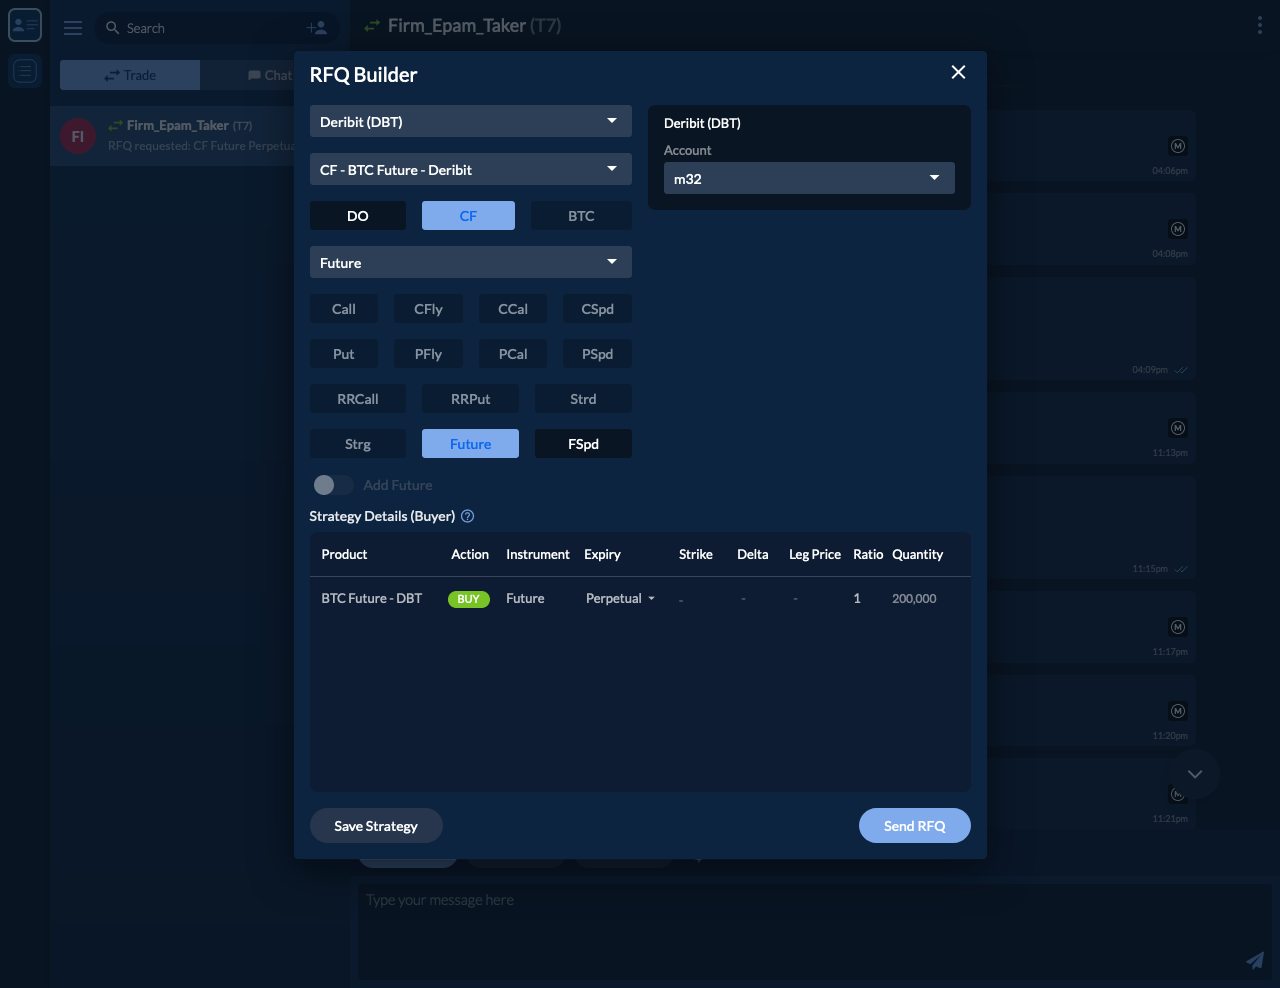 Search
Firm_Epam_Taker (T7)
Trade
Chat
FI
Firm_Epam_Taker (T7)
RFQ requested: CF Future Perpetua
RFQ Builder
Deribit (DBT)
CF - BTC Future - Deribit
DO
CF
BTC
Future
Call
CFly
CCal
CSpd
Put
PFly
PCal
PSpd
RRCall
RRPut
Strd
Strg
Future
FSpd
Add Future
Deribit (DBT)
Account
m32
Strategy Details (Buyer) ?
Product Action Instrument Expiry Strike Delta Leg Price Ratio Quantity
BTC Future - DBT BUY Future Perpetual - - - 1 200,000
Save Strategy
Send RFQ
M
04:06pm
M
04:08pm
04:09pm
M
11:13pm
11:15pm
M
11:17pm
M
11:20pm
M
11:21pm
Type your message here